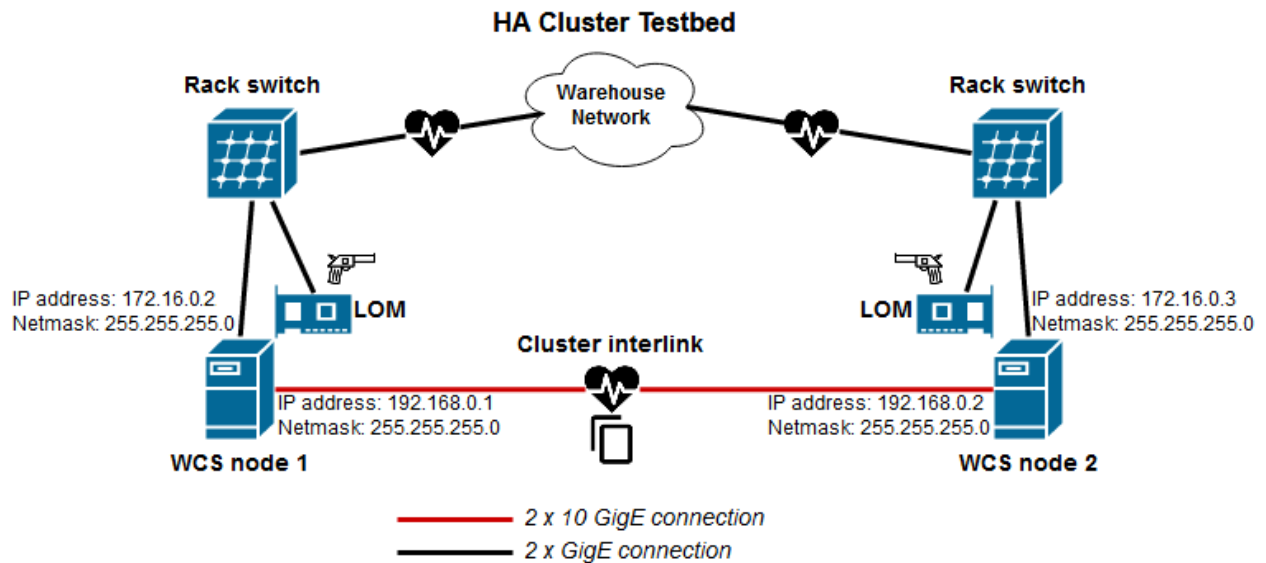 HA Cluster Testbed
Rack switch
Warehouse
Network
Rack switch
IP address: 172.16.0.2
Netmask: 255.255.255.0
LOM
LOM
IP address: 172.16.0.3
Netmask: 255.255.255.0
Cluster interlink
IP address: 192.168.0.1
Netmask: 255.255.255.0
IP address: 192.168.0.2
Netmask: 255.255.255.0
WCS node 1
WCS node 2
2 x 10 GigE connection
2 x GigE connection